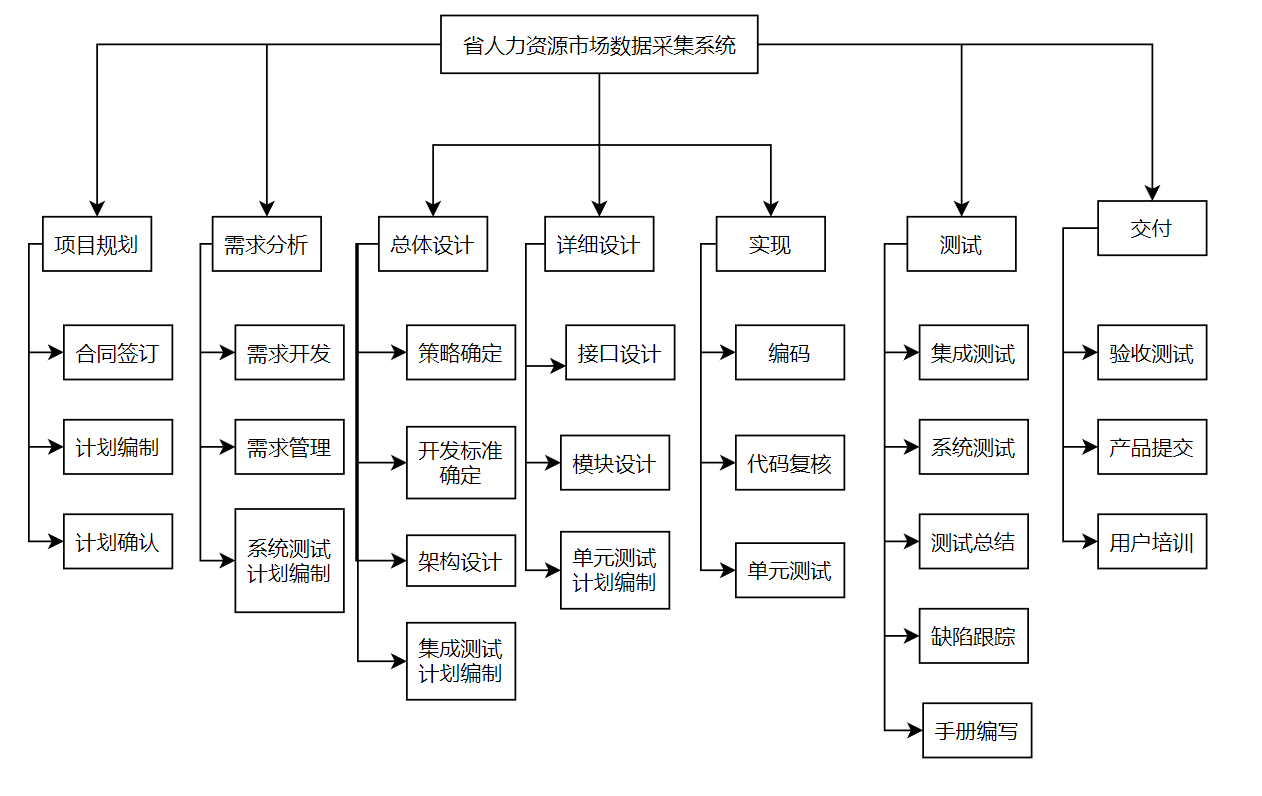 省人力资源市场数据采集系统
项目规划
合同签订
计划编制
计划确认
需求分析
需求开发
需求管理
系统测试
计划编制
总体设计
策略确定
开发标准
确定
架构设计
集成测试
计划编制
详细设计
接口设计
模块设计
单元测试
计划编制
实现
编码
代码复核
单元测试
测试
集成测试
系统测试
测试总结
缺陷跟踪
手册编写
交付
验收测试
产品提交
用户培训